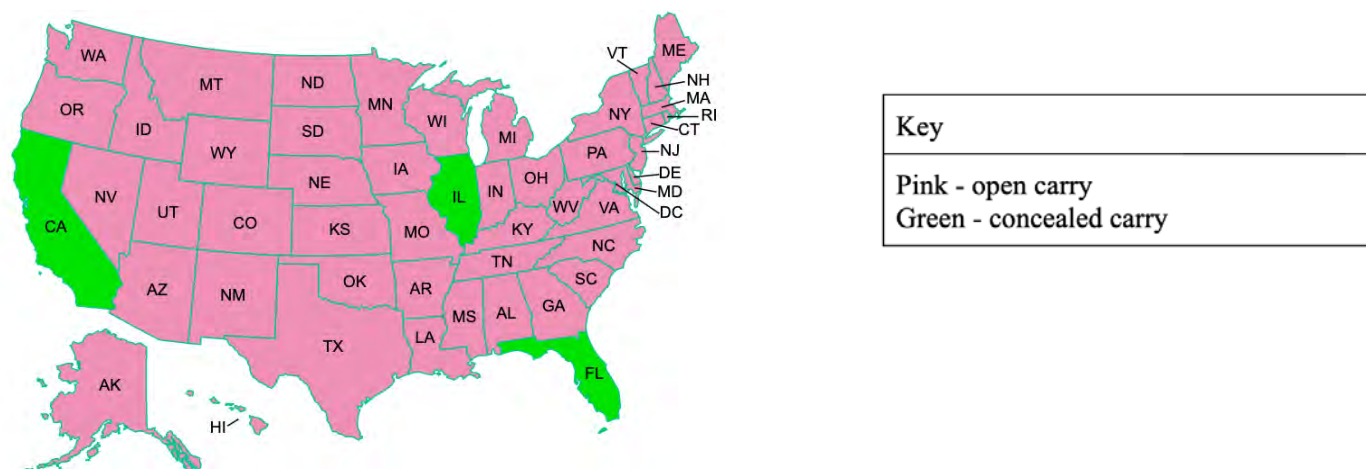 WA
OR
CA
ID
NV
MT
WY
UT
AZ
CO
NM
ND
SD
NE
KS
OK
TX
MN
IA
MO
AR
LA
WI
IL
MI
IN
OH
KY
TN
MS
AL
GA
FL
SC
NC
VA
WV
PA
NY
VT
ME
NH
MA
RI
CT
NJ
DE
MD
DC
AK
HI
Key
Pink - open carry
Green - concealed carry